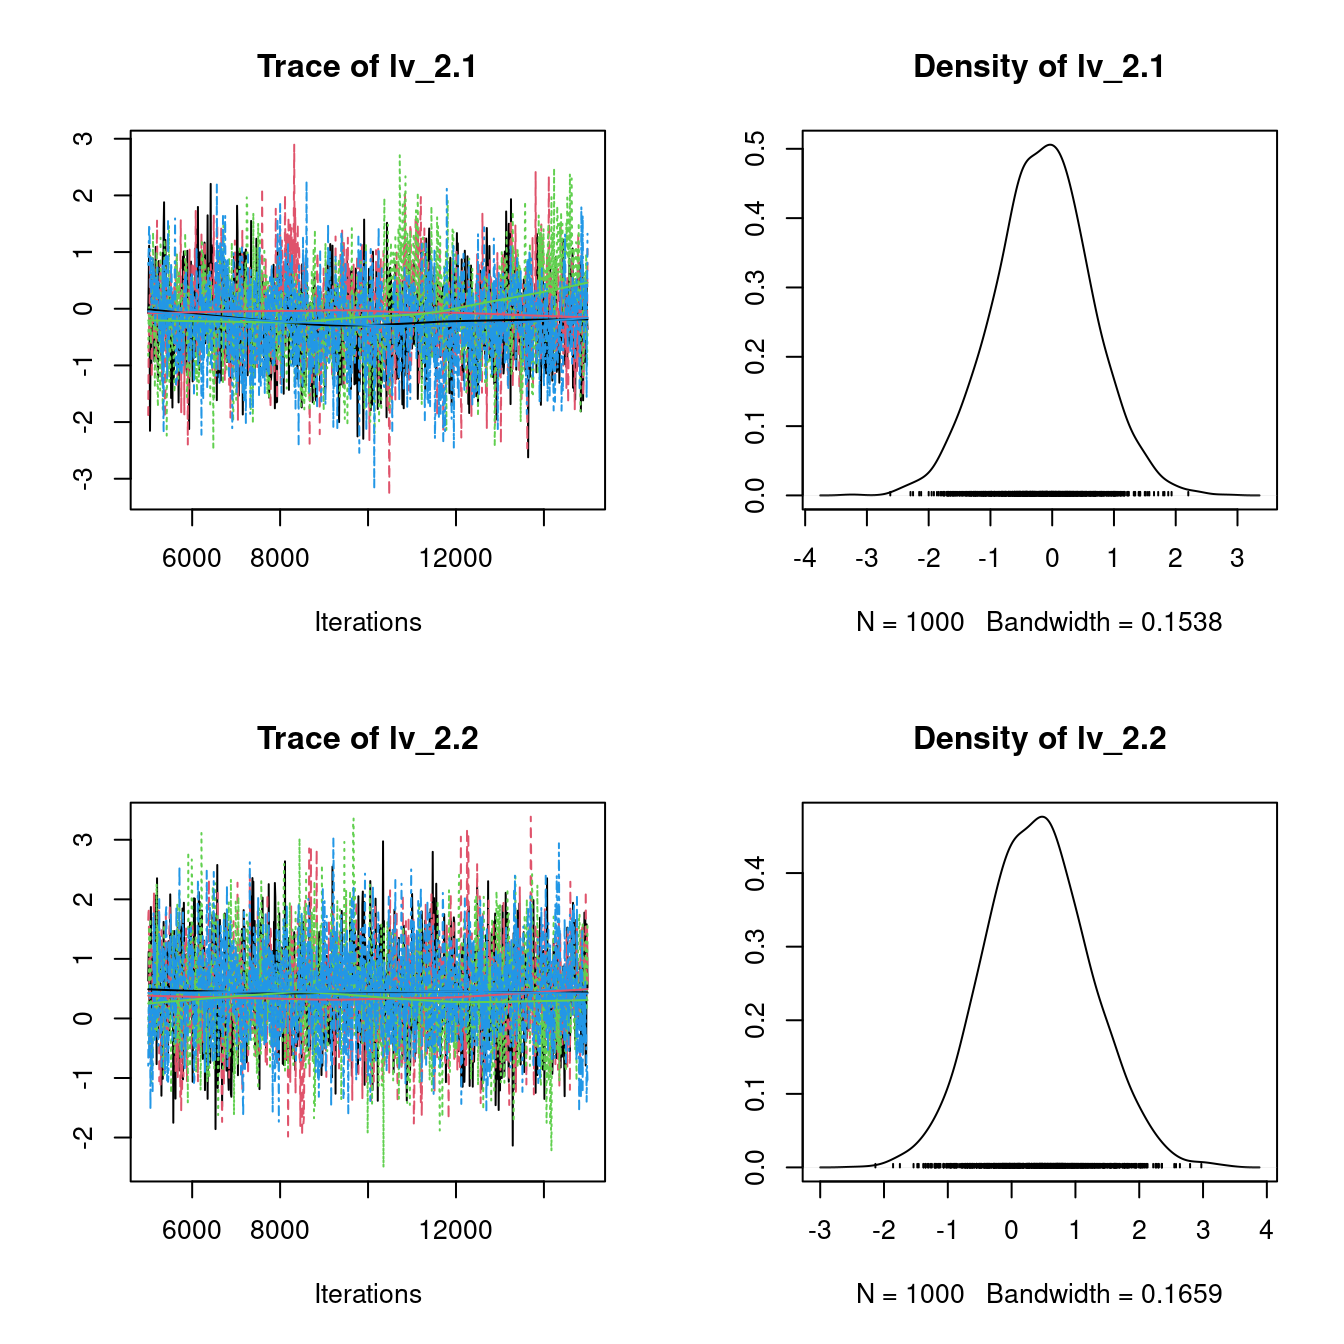 Trace of lv_2.1
3
2
1
0
-1
-2
-3
6000 8000 12000
Iterations
Density of lv_2.1
0.5
0.4
0.3
0.2
0.1
0.0
-4 -3 -2 -1 0 1 2 3
N = 1000 Bandwidth = 0.1538
Trace of lv_2.2
3
2
1
0
-1
-2
6000 8000 12000
Iterations
Density of lv_2.2
0.4
0.3
0.2
0.1
0.0
-3 -2 -1 0 1 2 3 4
N = 1000 Bandwidth = 0.1659